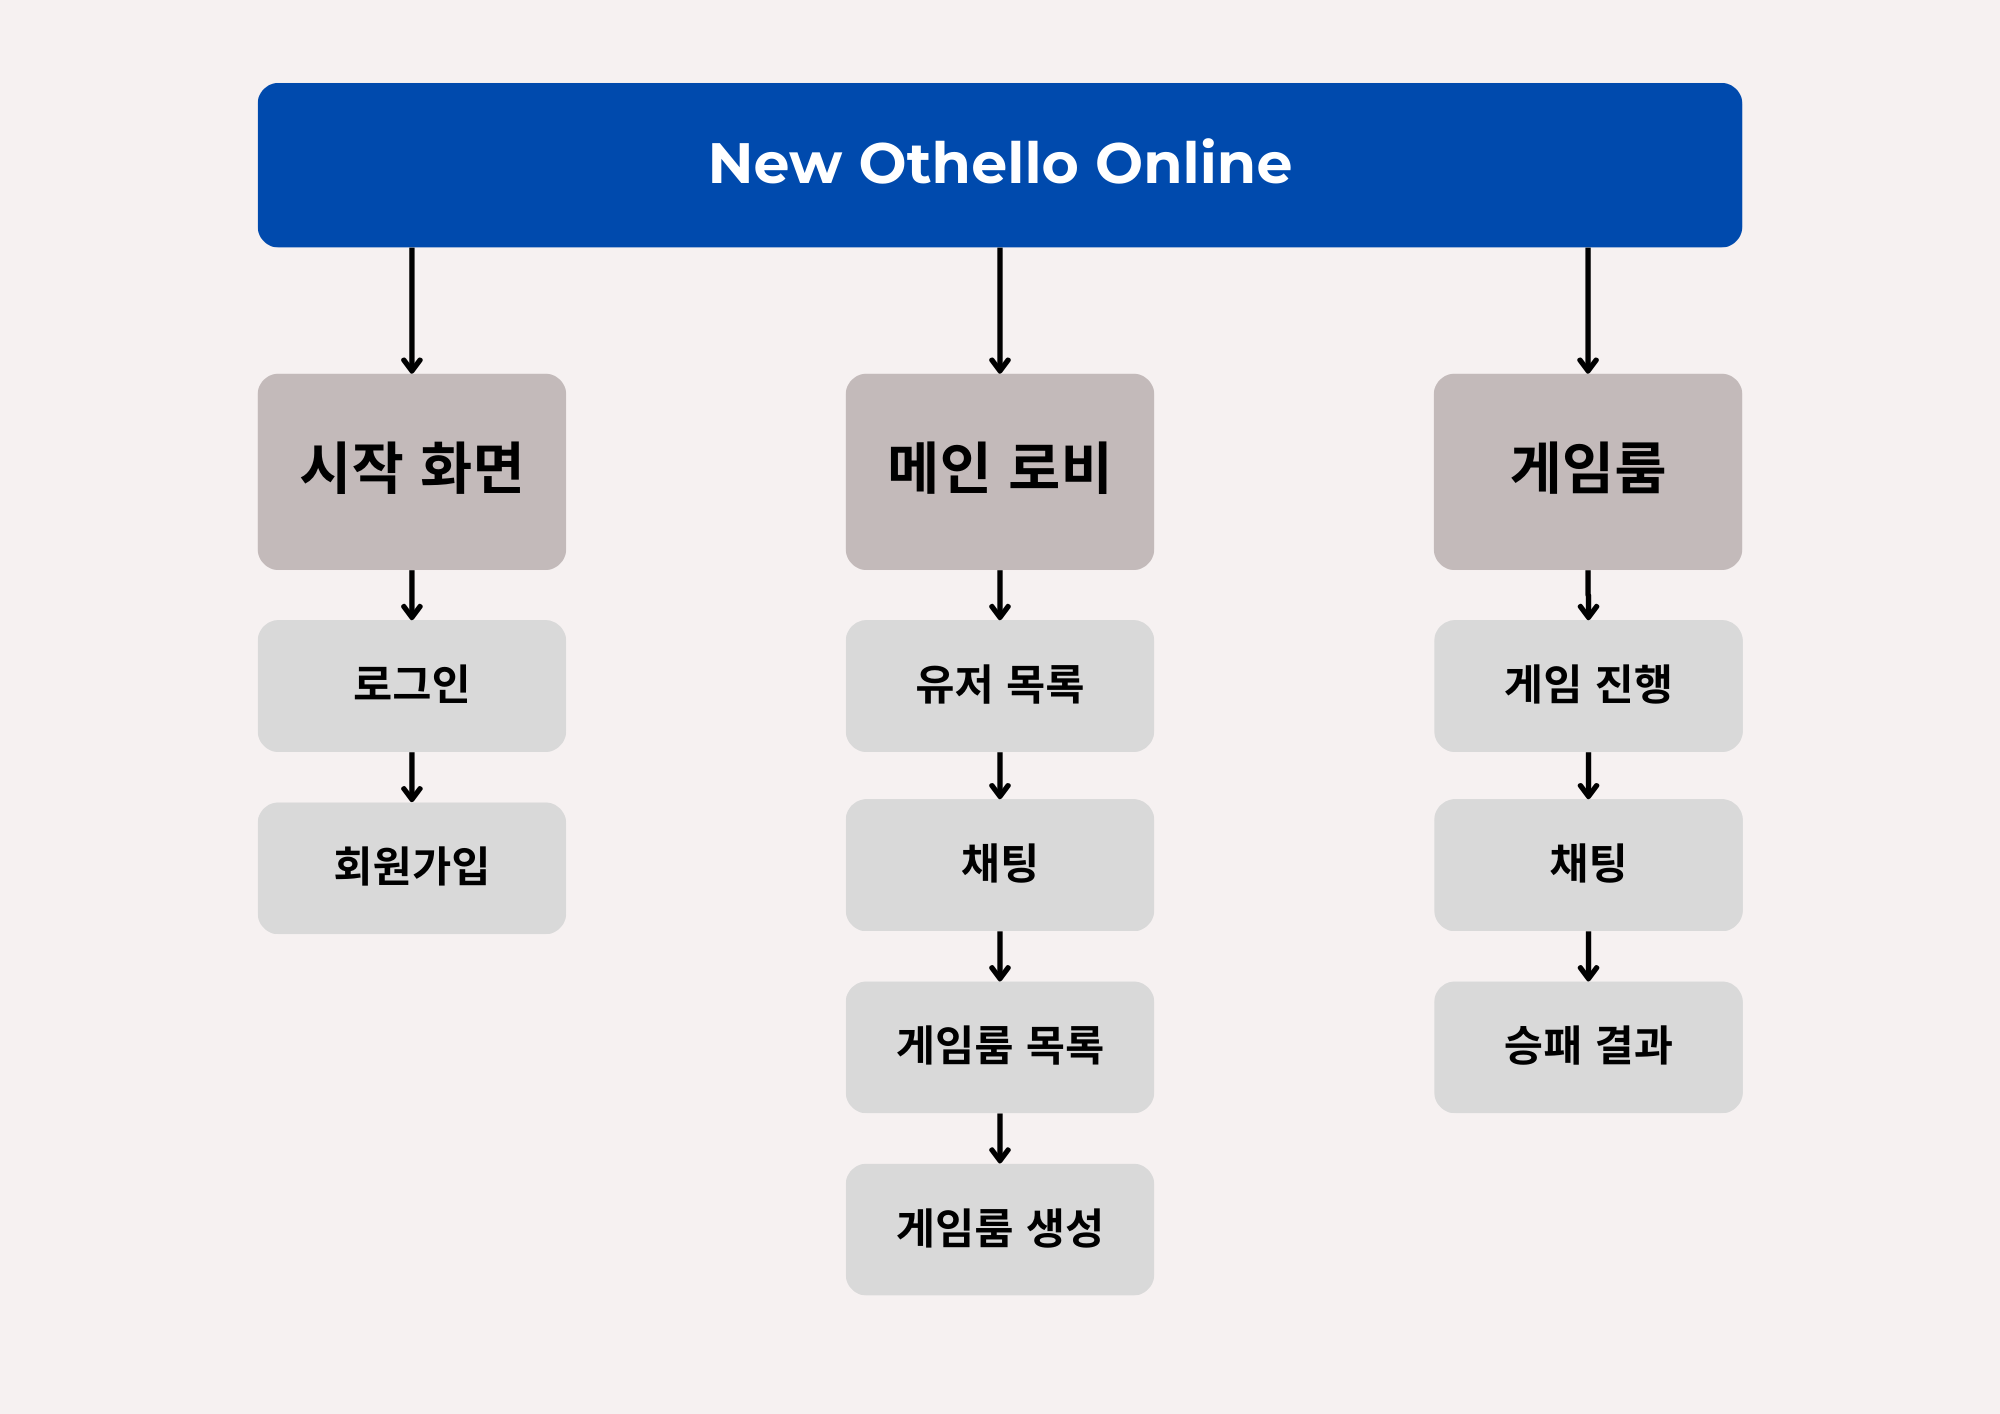 New Othello Online
시작 화면
로그인
회원가입
메인 로비
유저 목록
채팅
게임룸 목록
게임룸 생성
게임룸
게임 진행
채팅
승패 결과